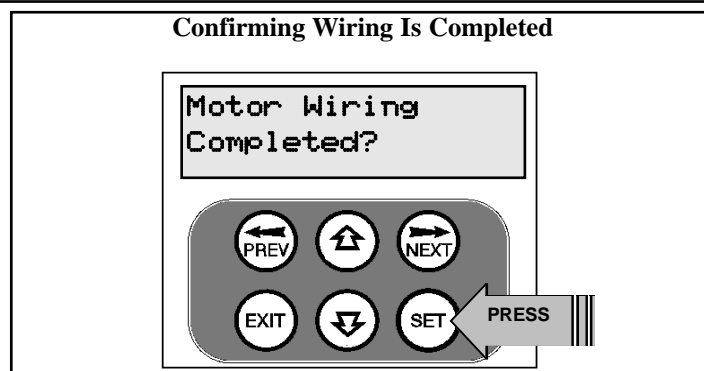 Confirming Wiring Is Completed
Motor Wiring
Completed?
PREV
NEXT
EXIT
SET
PRESS